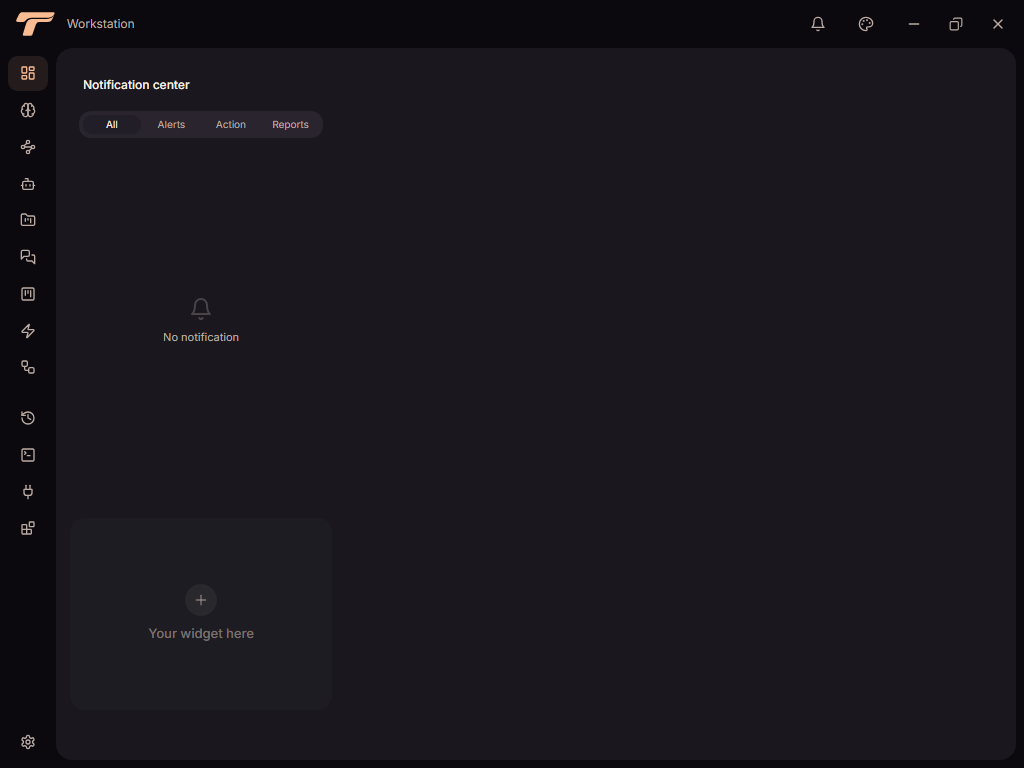 Workstation
Notification center
All
Alerts
Action
Reports
No notification
Your widget here